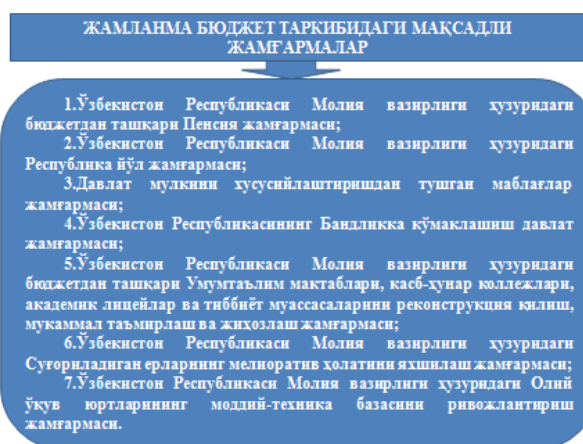 ЖАМЛАНМА БЮДЖЕТ ТАРКИБИДАГИ МАҚСАДЛИ
ЖАМҒАРМАЛАР
1.Ўзбекистон Республикаси Молия вазирлиги ҳузуридаги
бюджетдан ташқари Пенсия жамғармаси;
2.Ўзбекистон Республикаси Молия вазирлиги ҳузуридаги
Республика йўл жамғармаси;
3.Давлат мулкини хусусийлаштиришдан тушган маблағлар
жамғармаси;
4.Ўзбекистон Республикасининг Бандликка кўмаклашиш давлат
жамғармаси;
5.Ўзбекистон Республикаси Молия вазирлиги ҳузуридаги
бюджетдан ташқари Умумтаълим мактаблари, касб-ҳунар коллежлари,
академик лицейлар ва тиббиёт муассасаларини реконструкция қилиш,
мукаммал таъмирлаш ва жиҳозлаш жамғармаси;
6.Ўзбекистон Республикаси Молия вазирлиги ҳузуридаги
Суғориладиган ерларнинг мелиоратив ҳолатини яхшилаш жамғармаси;
7.Ўзбекистон Республикаси Молия вазирлиги ҳузуридаги Олий
ўқув юртларининг моддий-техника базасини ривожлантириш
жамғармаси.